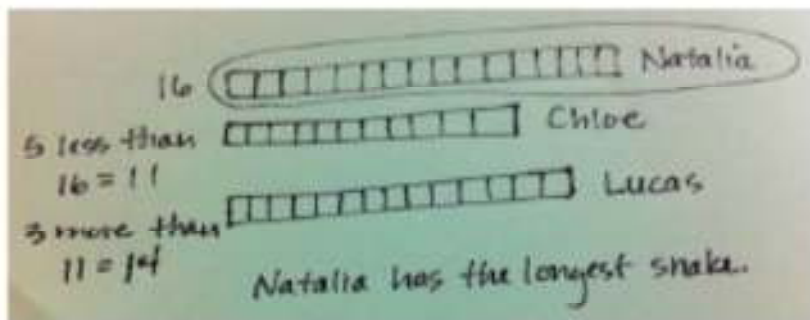 16 Natalia
5 less than Chloe
16 = 11
3 more than Lucas
11 = 14
Natalia has the longest snake.